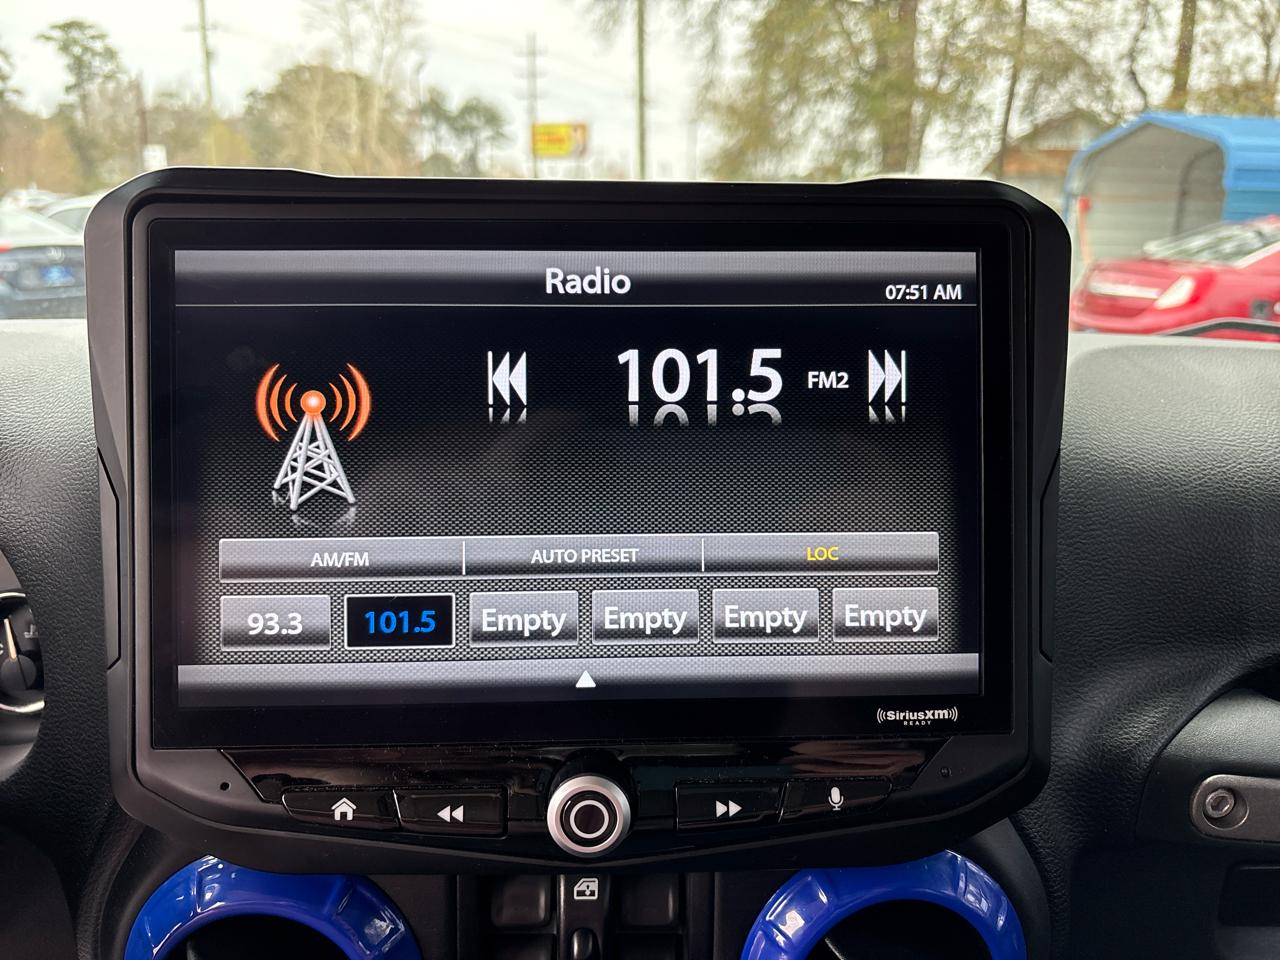 Radio
07:51 AM
101.5 FM2
AM/FM AUTO PRESET LOC
93.3 101.5 Empty Empty Empty Empty
((SiriusXM))
READY